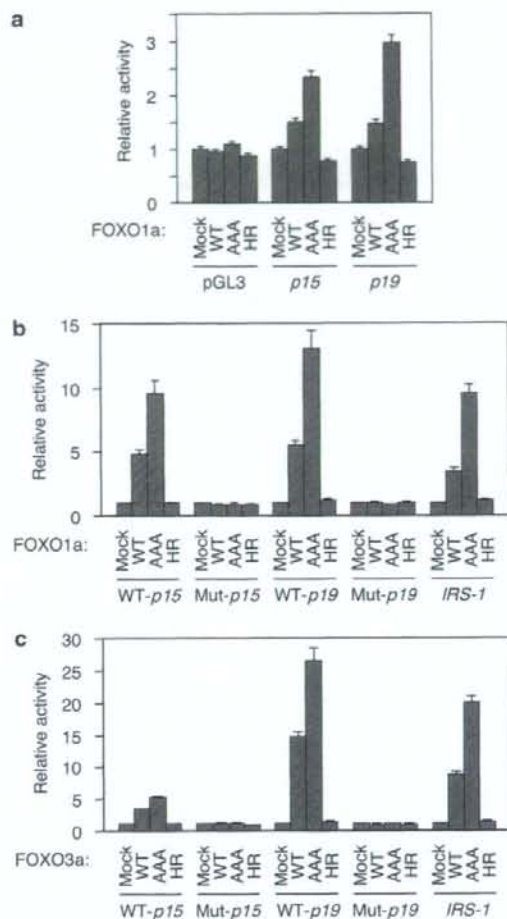 a
Relative activity
3
2
1
0
FOXO1a:
Mock WT AAA HR Mock WT AAA HR Mock WT AAA HR
pGL3 p15 p19
b
Relative activity
15
10
5
0
FOXO1a:
Mock WT AAA HR Mock WT AAA HR Mock WT AAA HR Mock WT AAA HR Mock WT AAA HR
WT-p15 Mut-p15 WT-p19 Mut-p19 IRS-1
c
Relative activity
30
25
20
15
10
5
0
FOXO3a:
Mock WT AAA HR Mock WT AAA HR Mock WT AAA HR Mock WT AAA HR Mock WT AAA HR
WT-p15 Mut-p15 WT-p19 Mut-p19 IRS-1